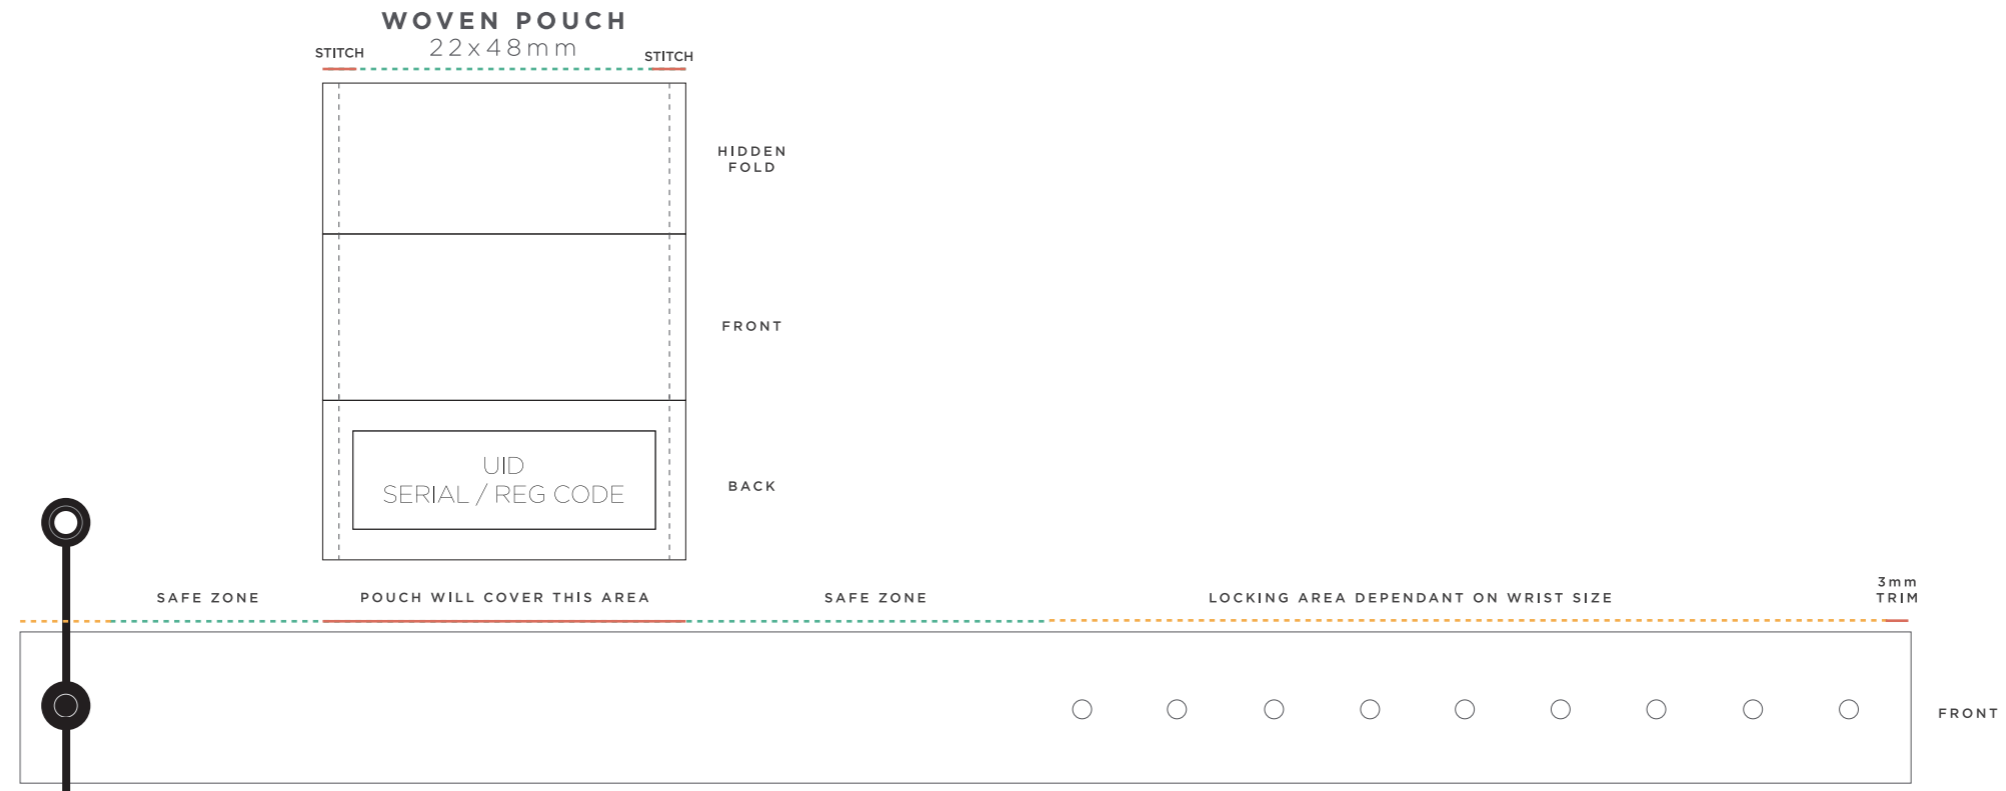 WOVEN POUCH
22x48mm
STITCH
STITCH
HIDDEN
FOLD
FRONT
UID
SERIAL / REG CODE
BACK
SAFE ZONE
POUCH WILL COVER THIS AREA
SAFE ZONE
LOCKING AREA DEPENDANT ON WRIST SIZE
3mm
TRIM
FRONT